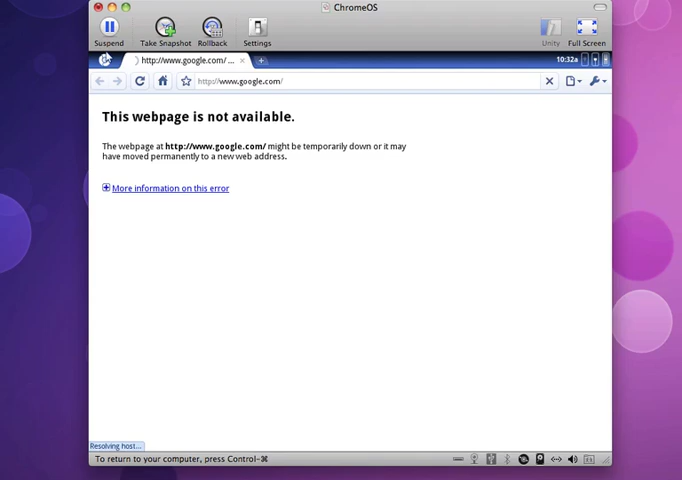 ChromeOS
Suspend
Take Snapshot
Rollback
Settings
Unity
Full Screen
http://www.google.com/ ...
10:32a
http://www.google.com/
This webpage is not available.
The webpage at http://www.google.com/ might be temporarily down or it may
have moved permanently to a new web address.
More information on this error
Resolving host...
To return to your computer, press Control-⌘